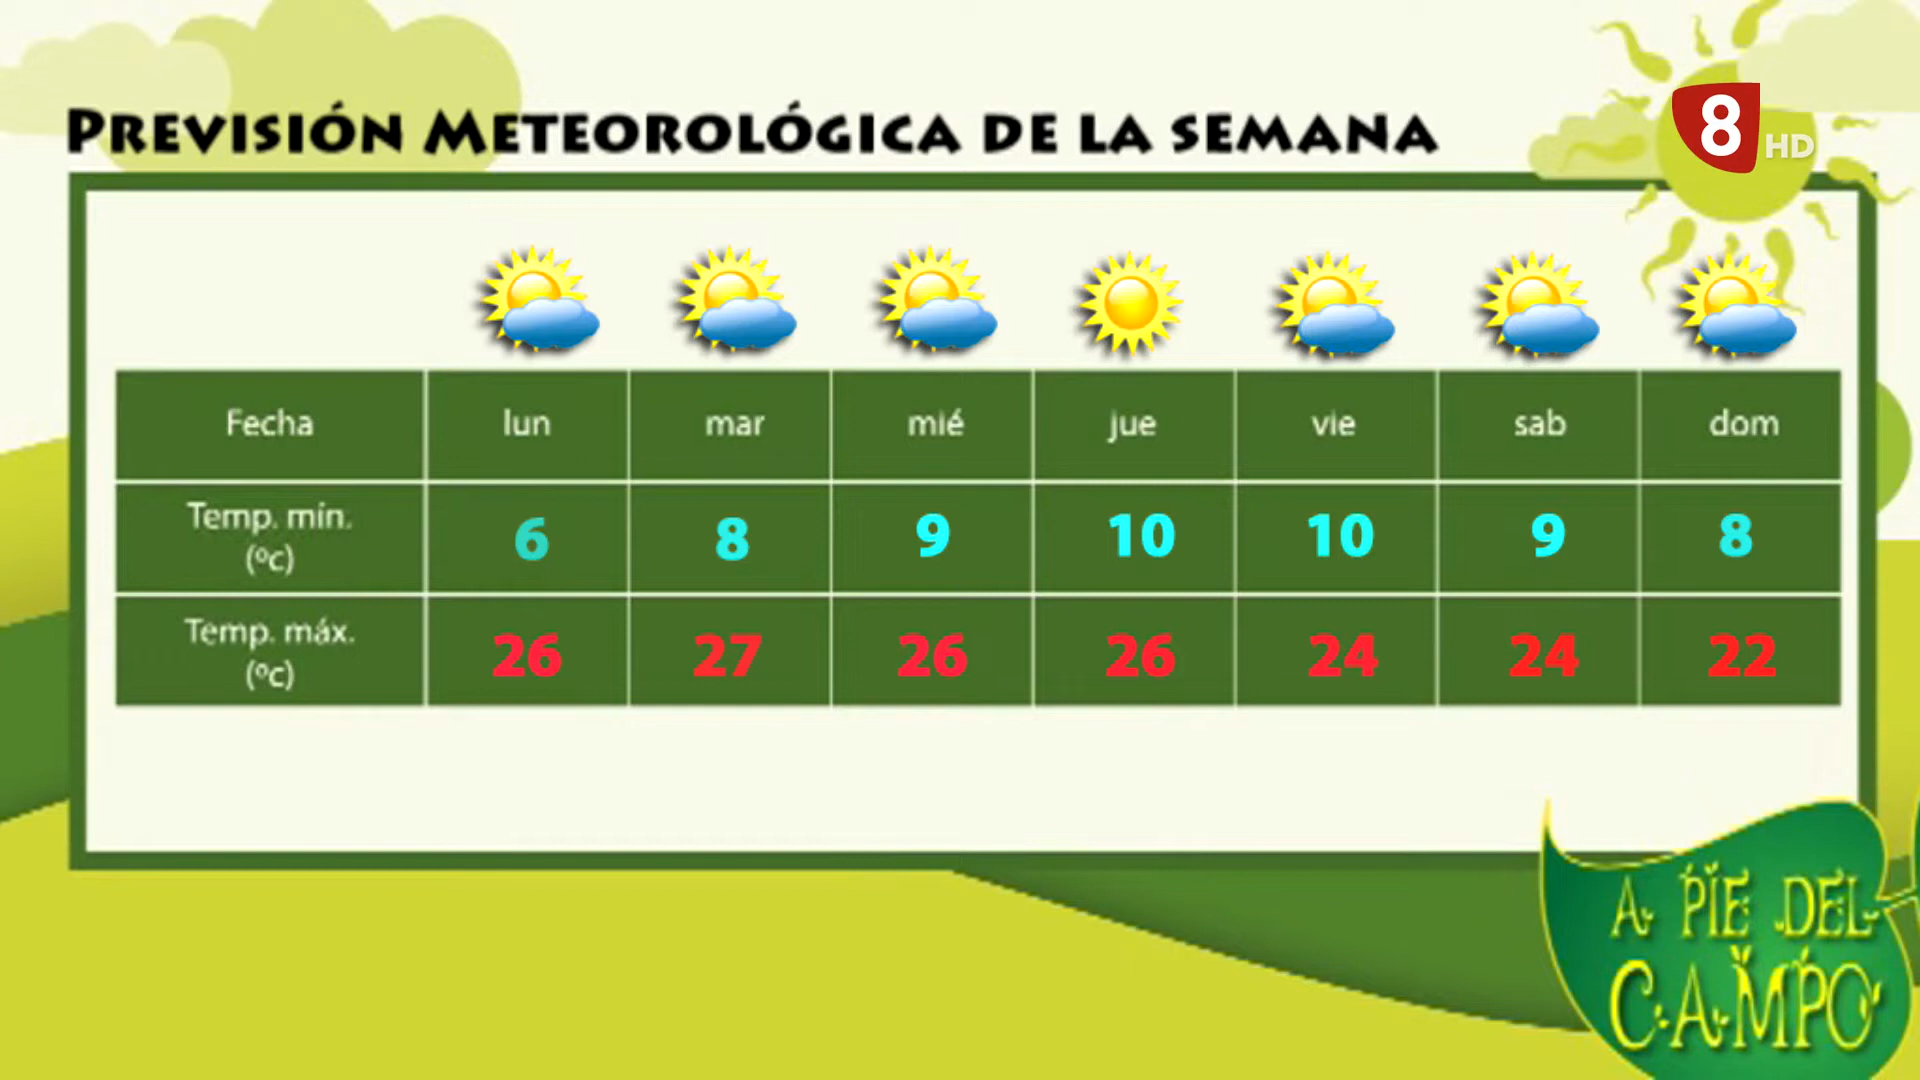 Previsión Meteorológica de la semana
8 HD
Fecha lun mar mié jue vie sab dom
Temp. mín. (ºc) 6 8 9 10 10 9 8
Temp. máx. (ºc) 26 27 26 26 24 24 22
A PIE DEL
CAMPO